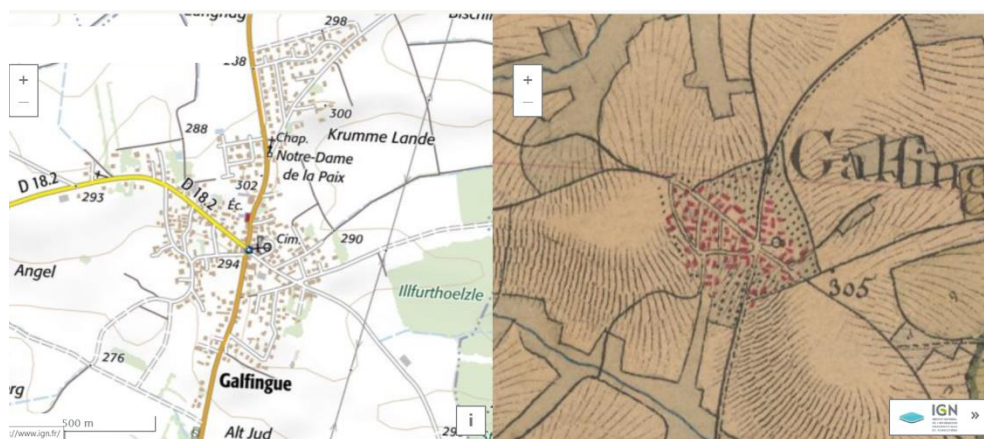 298
288
300
288
Krumme Lande
Chap.
Notre-Dame
de la Paix
D 18.2
293
D 18.2
302
Éc.
Cim.
290
294
Angel
Illfurthoelzle
276
Galfingue
Alt Jud
500 m
://www.ign.fr/
+
−
i
+
−
Galfing
305
IGN
»